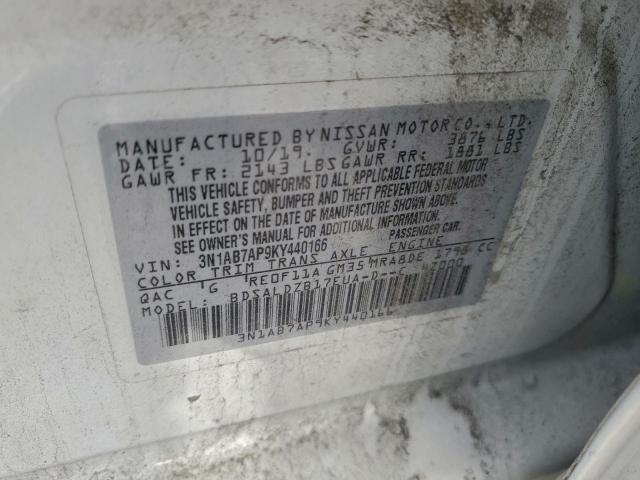 MANUFACTURED BY NISSAN MOTOR CO., LTD.
DATE: 10/19 GVWR: 3876 LBS
GAWR FR: 2143 LBS GAWR RR: 1881 LBS
THIS VEHICLE CONFORMS TO ALL APPLICABLE FEDERAL MOTOR
VEHICLE SAFETY, BUMPER AND THEFT PREVENTION STANDARDS
IN EFFECT ON THE DATE OF MANUFACTURE SHOWN ABOVE.
SEE OWNER'S MANUAL FOR ADDITIONAL INFORMATION.
VIN: 3N1AB7AP9KY440166 PASSENGER CAR.
COLOR TRIM TRANS AXLE ENGINE
QAC G RE0F11A GM35 MRA8DE 1798 CC
MODEL: BDSALDZB17EUA-D--C
3N1AB7AP9KY440166